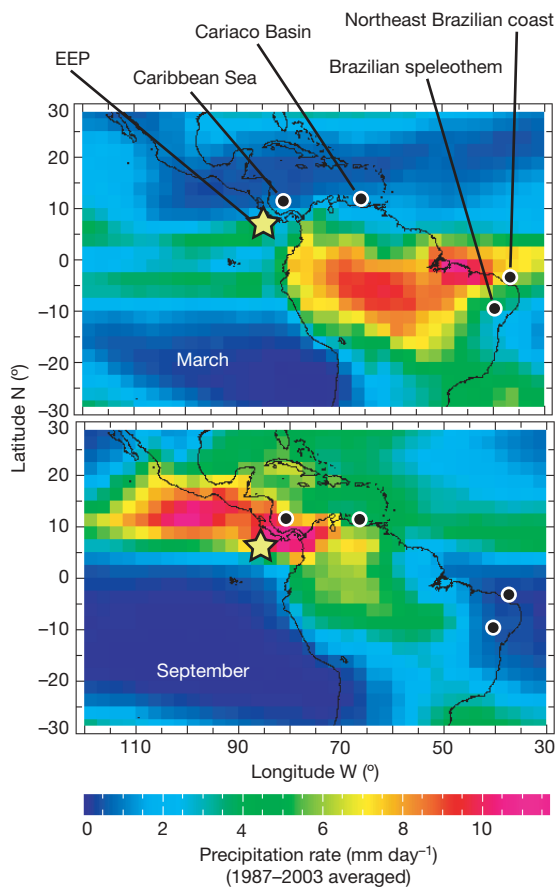 Northeast Brazilian coast
Cariaco Basin
EEP
Brazilian speleothem
Caribbean Sea
30
20
10
0
–10
–20
–30
March
Latitude N (º)
30
20
10
0
–10
–20
–30
September
110 90 70 50 30
Longitude W (º)
0 2 4 6 8 10
Precipitation rate (mm day–1)
(1987–2003 averaged)